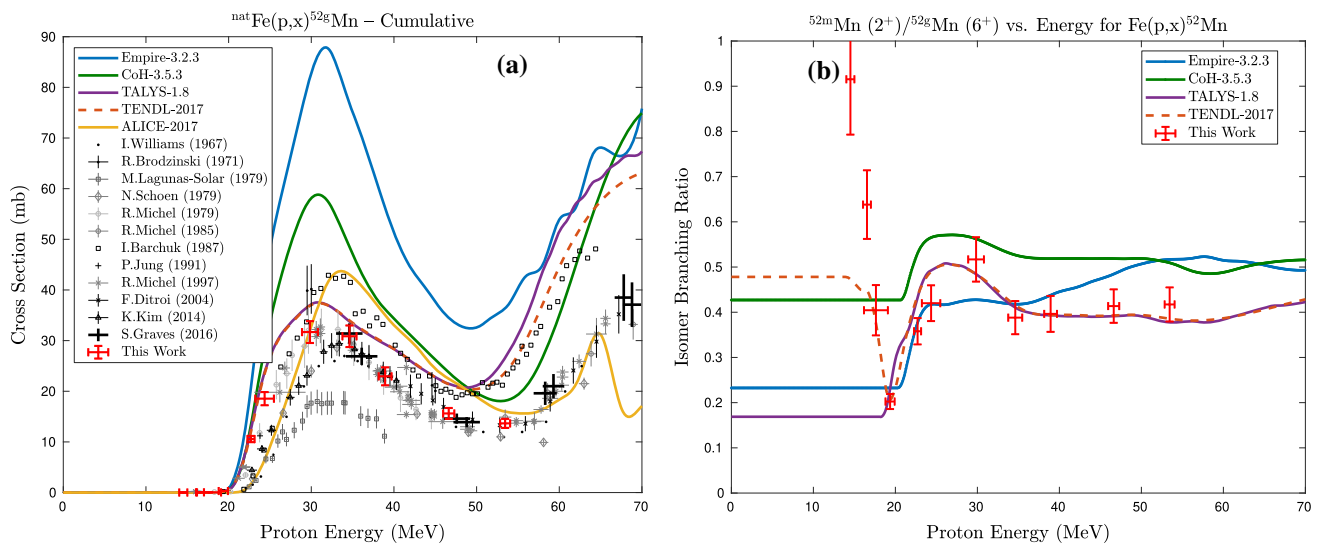 ⁿᵃᵗFe(p,x)⁵²ᵍMn – Cumulative
90
80
70
60
50
40
30
20
10
0
Cross Section (mb)
Empire-3.2.3
CoH-3.5.3
TALYS-1.8
TENDL-2017
ALICE-2017
I.Williams (1967)
R.Brodzinski (1971)
M.Lagunas-Solar (1979)
N.Schoen (1979)
R.Michel (1979)
R.Michel (1985)
I.Barchuk (1987)
P.Jung (1991)
R.Michel (1997)
F.Ditroi (2004)
K.Kim (2014)
S.Graves (2016)
This Work
(a)
0 10 20 30 40 50 60 70
Proton Energy (MeV)
⁵²ᵐMn (2⁺)/⁵²ᵍMn (6⁺) vs. Energy for Fe(p,x)⁵²Mn
1
0.9
0.8
0.7
0.6
0.5
0.4
0.3
0.2
0.1
0
Isomer Branching Ratio
(b)
Empire-3.2.3
CoH-3.5.3
TALYS-1.8
TENDL-2017
This Work
0 10 20 30 40 50 60 70
Proton Energy (MeV)